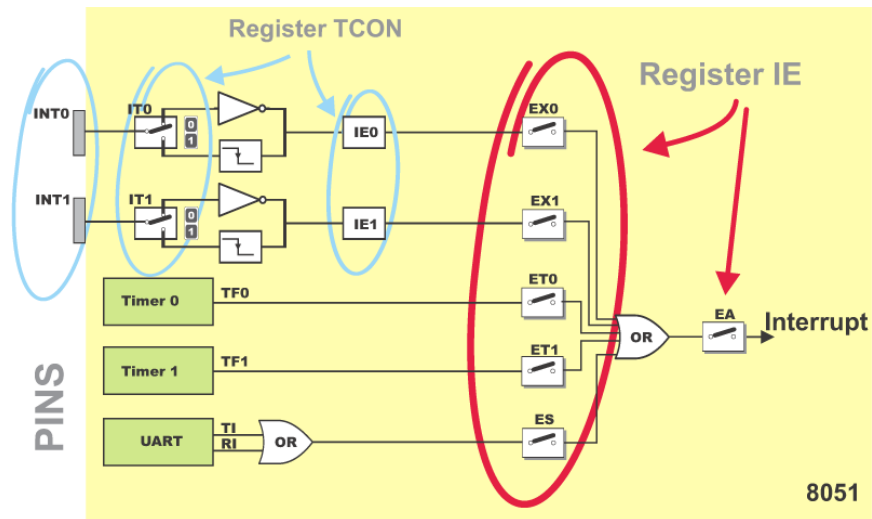 Register TCON
Register IE
INT0
IT0
0
1
IE0
EX0
INT1
IT1
0
1
IE1
EX1
Timer 0
TF0
ET0
OR
EA
Interrupt
Timer 1
TF1
ET1
PINS
UART
TI
RI
OR
ES
8051